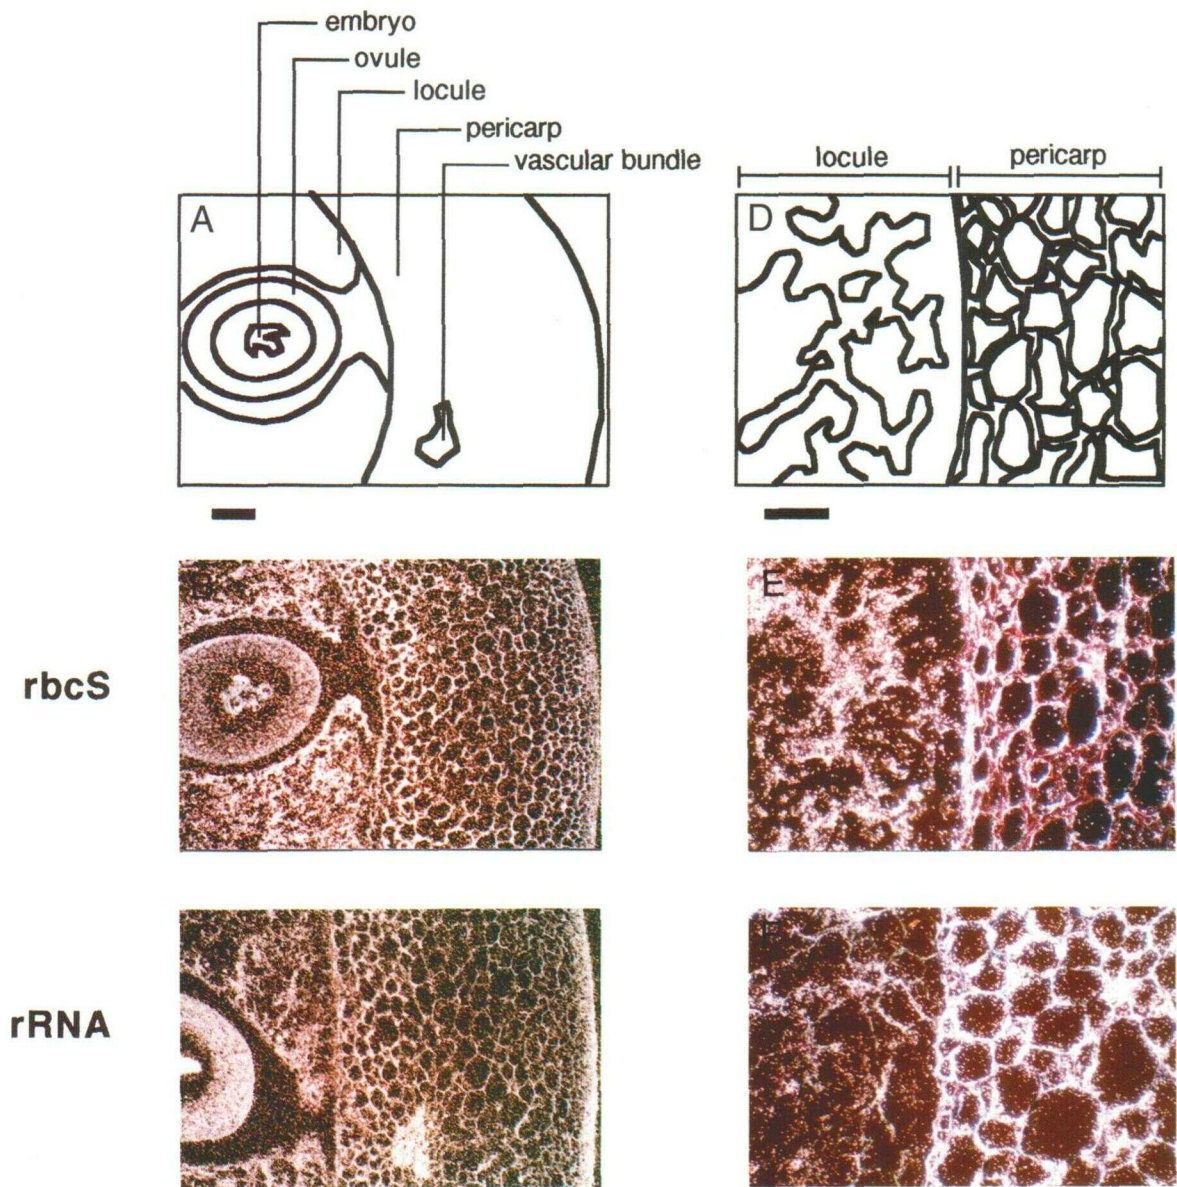 embryo
ovule
locule
pericarp
vascular bundle
locule pericarp
A
D
B
E
rbcS
F
rRNA